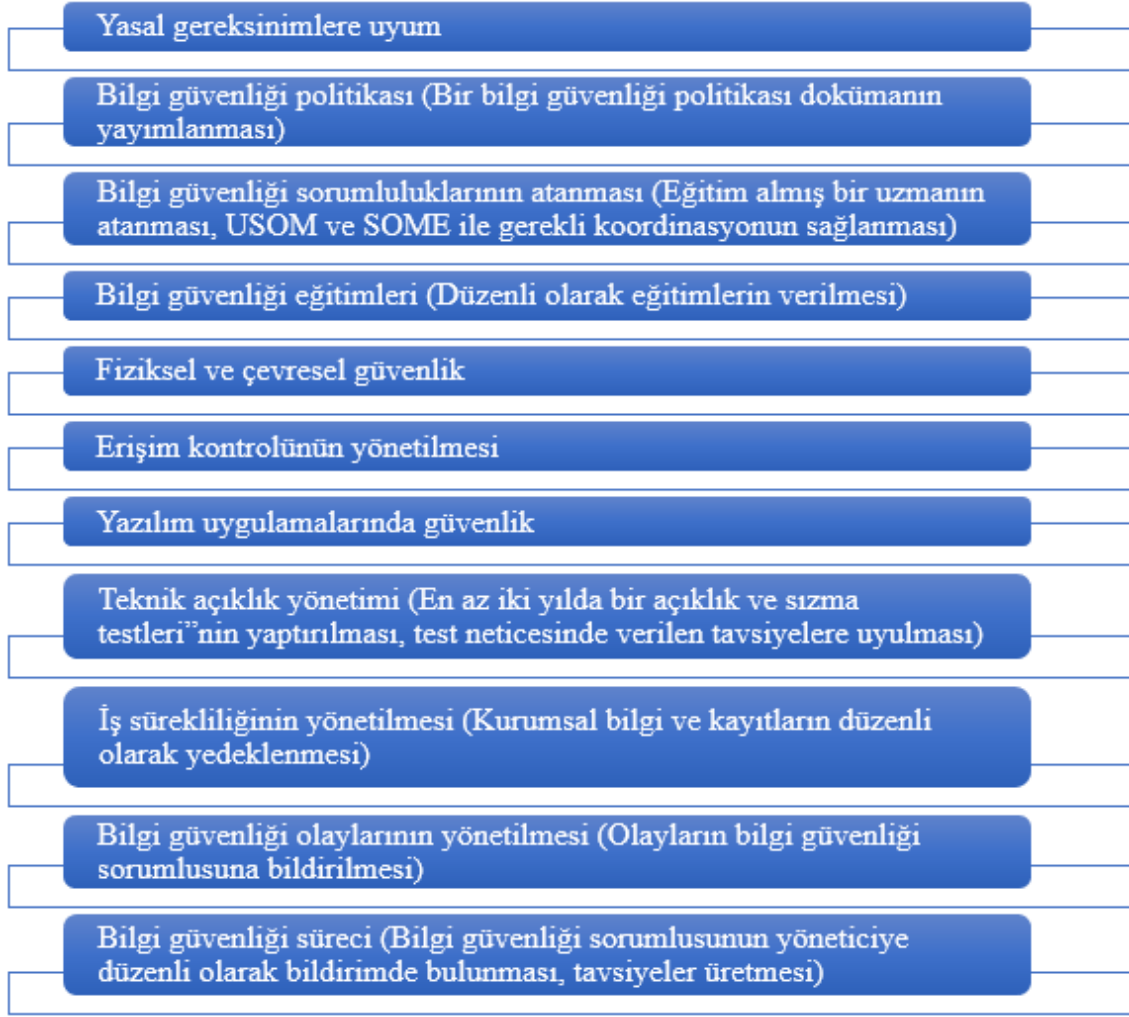 Yasal gereksinimlere uyum
Bilgi güvenliği politikası (Bir bilgi güvenliği politikası dokümanın
yayımlanması)
Bilgi güvenliği sorumluluklarının atanması (Eğitim almış bir uzmanın
atanması, USOM ve SOME ile gerekli koordinasyonun sağlanması)
Bilgi güvenliği eğitimleri (Düzenli olarak eğitimlerin verilmesi)
Fiziksel ve çevresel güvenlik
Erişim kontrolünün yönetilmesi
Yazılım uygulamalarında güvenlik
Teknik açıklık yönetimi (En az iki yılda bir açıklık ve sızma
testleri”nin yaptırılması, test neticesinde verilen tavsiyelere uyulması)
İş sürekliliğinin yönetilmesi (Kurumsal bilgi ve kayıtların düzenli
olarak yedeklenmesi)
Bilgi güvenliği olaylarının yönetilmesi (Olayların bilgi güvenliği
sorumlusuna bildirilmesi)
Bilgi güvenliği süreci (Bilgi güvenliği sorumlusunun yöneticiye
düzenli olarak bildirimde bulunması, tavsiyeler üretmesi)